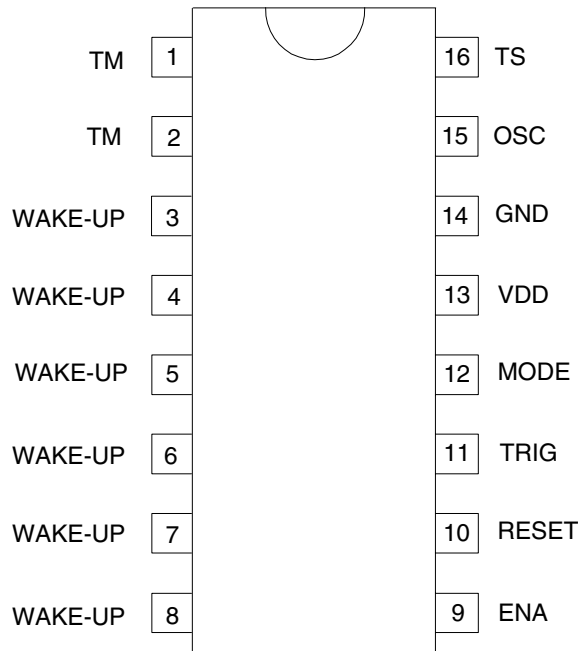 TM 1 16 TS
TM 2 15 OSC
WAKE-UP 3 14 GND
WAKE-UP 4 13 VDD
WAKE-UP 5 12 MODE
WAKE-UP 6 11 TRIG
WAKE-UP 7 10 RESET
WAKE-UP 8 9 ENA